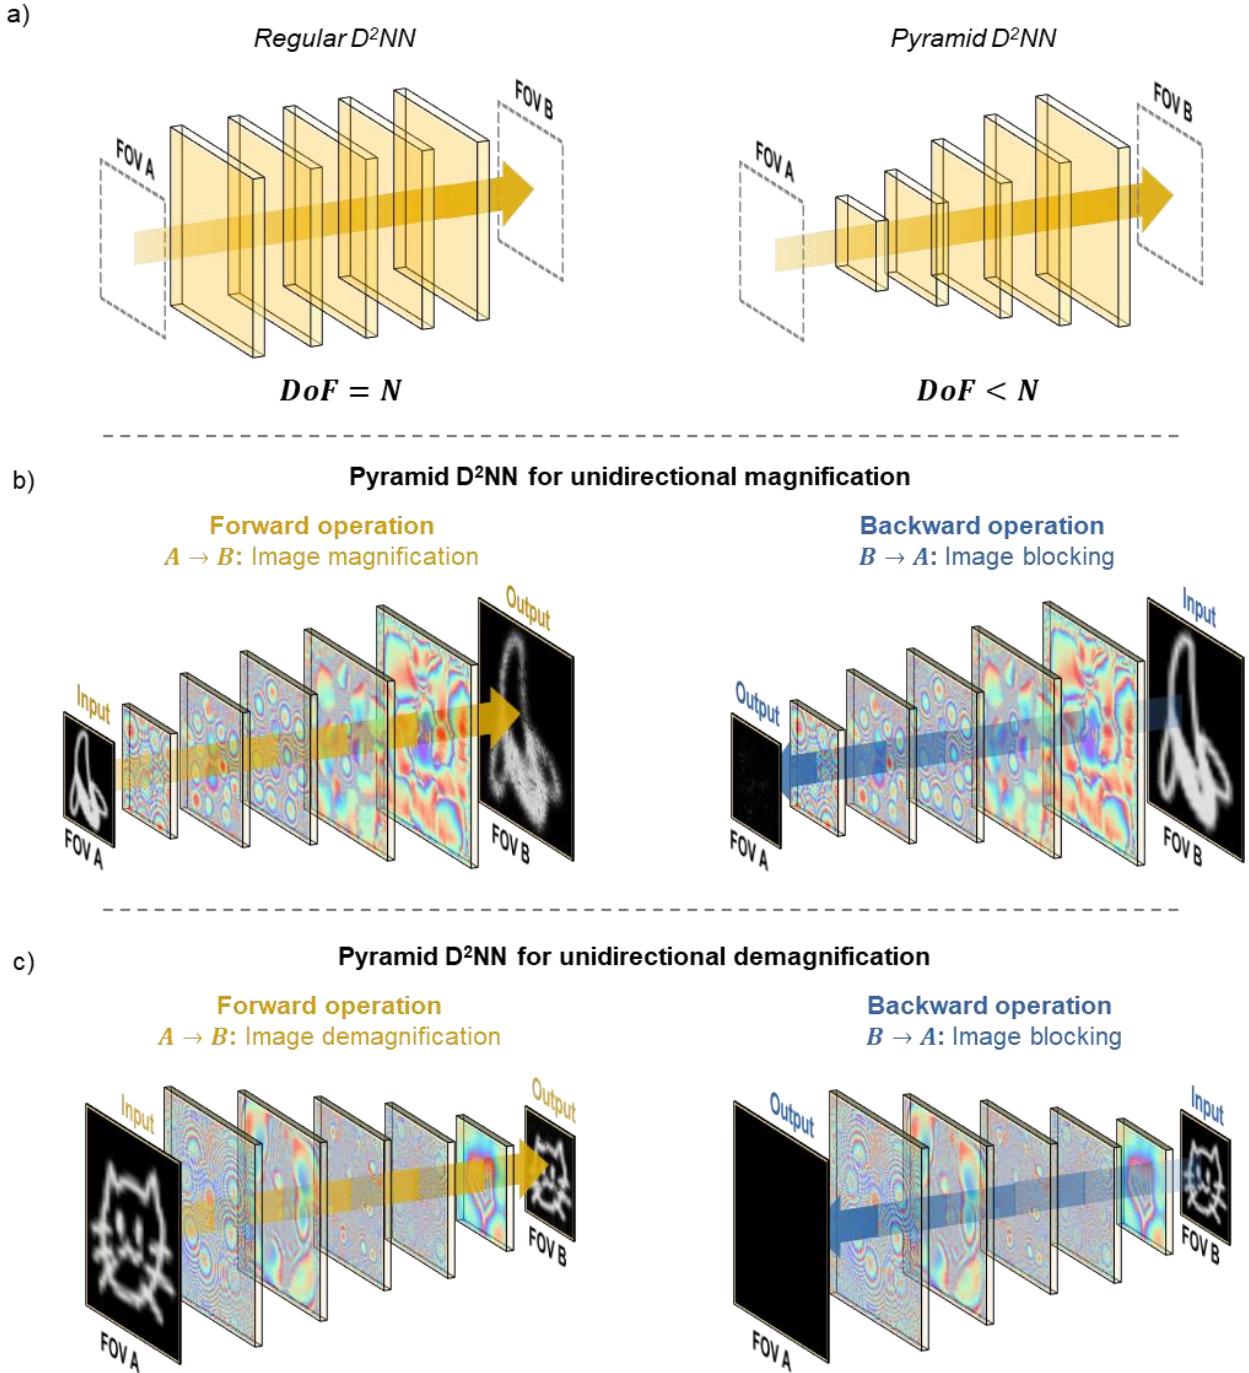 a)
Regular D²NN
Pyramid D²NN
FOV A
FOV B
FOV A
FOV B
DoF = N
DoF < N
b)
Pyramid D²NN for unidirectional magnification
Forward operation
A → B: Image magnification
Backward operation
B → A: Image blocking
Input
FOV A
Output
FOV B
Output
FOV A
Input
FOV B
c)
Pyramid D²NN for unidirectional demagnification
Forward operation
A → B: Image demagnification
Backward operation
B → A: Image blocking
Input
FOV A
Output
FOV B
Output
FOV A
Input
FOV B